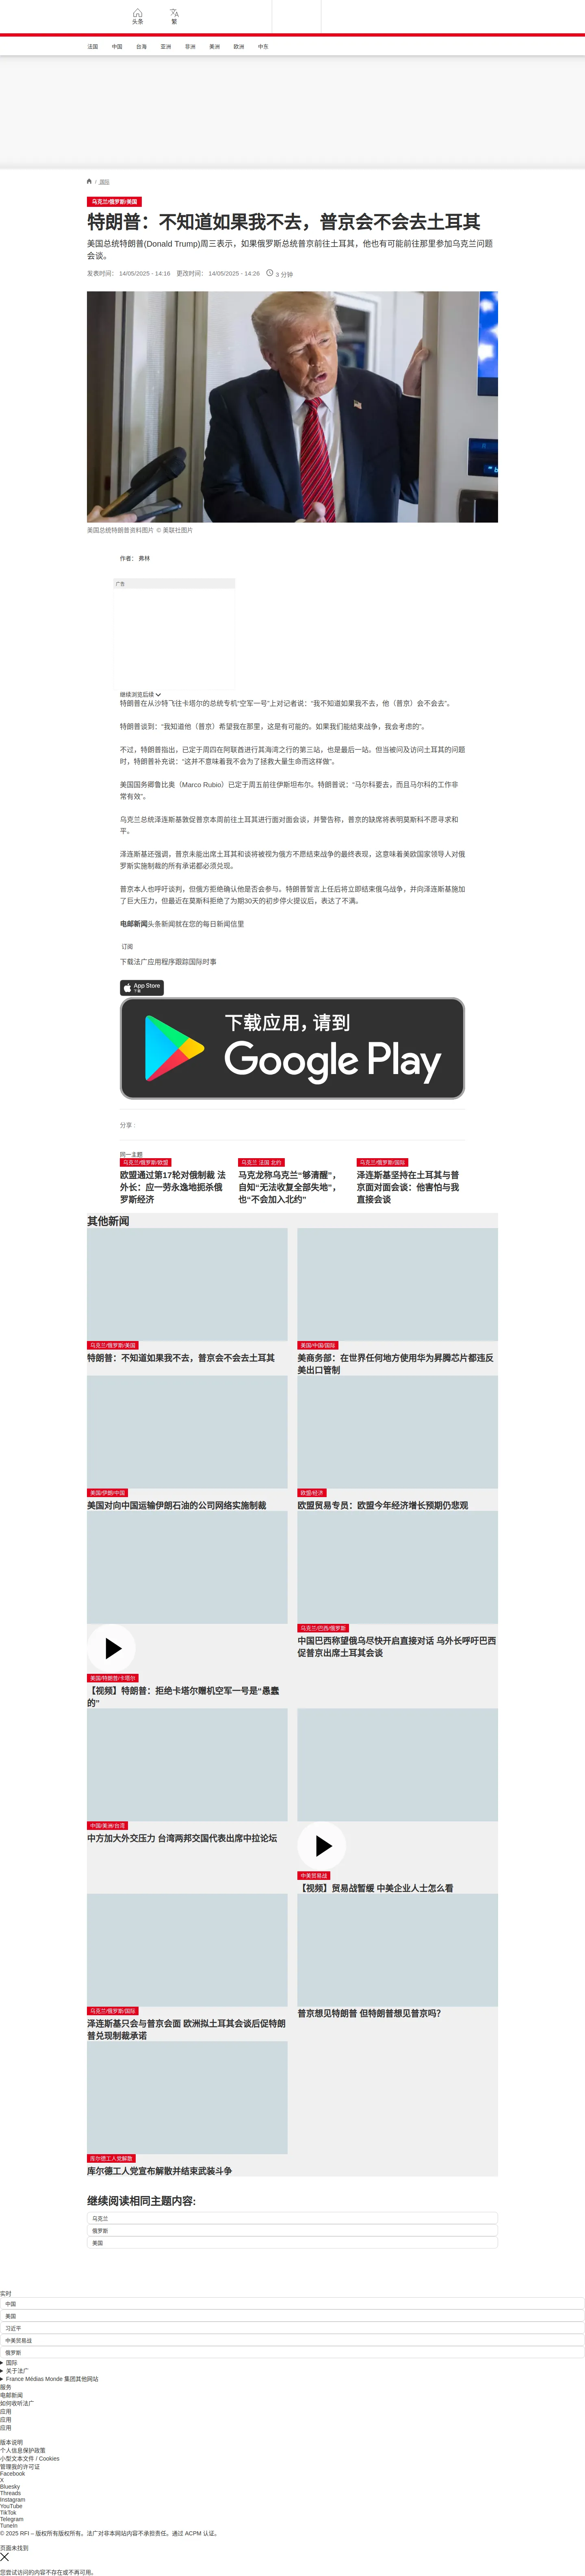 头条
繁
法国
中国
台海
亚洲
非洲
美洲
欧洲
中东
/ 国际
乌克兰/俄罗斯/美国
特朗普：不知道如果我不去，普京会不会去土耳其
美国总统特朗普(Donald Trump)周三表示，如果俄罗斯总统普京前往土耳其，他也有可能前往那里参加乌克兰问题
会谈。
发表时间： 14/05/2025 - 14:16 更改时间： 14/05/2025 - 14:26 3 分钟
美国总统特朗普资料图片 © 美联社图片
作者： 弗林
广告
继续浏览后续
特朗普在从沙特飞往卡塔尔的总统专机“空军一号”上对记者说：“我不知道如果我不去，他（普京）会不会去”。
特朗普谈到：“我知道他（普京）希望我在那里，这是有可能的。如果我们能结束战争，我会考虑的”。
不过，特朗普指出，已定于周四在阿联酋进行其海湾之行的第三站，也是最后一站。但当被问及访问土耳其的问题
时，特朗普补充说：“这并不意味着我不会为了拯救大量生命而这样做”。
美国国务卿鲁比奥（Marco Rubio）已定于周五前往伊斯坦布尔。特朗普说：“马尔科要去，而且马尔科的工作非
常有效”。
乌克兰总统泽连斯基敦促普京本周前往土耳其进行面对面会谈，并警告称，普京的缺席将表明莫斯科不愿寻求和
平。
泽连斯基还强调，普京未能出席土耳其和谈将被视为俄方不愿结束战争的最终表现，这意味着美欧国家领导人对俄
罗斯实施制裁的所有承诺都必须兑现。
普京本人也呼吁谈判，但俄方拒绝确认他是否会参与。特朗普誓言上任后将立即结束俄乌战争，并向泽连斯基施加
了巨大压力，但最近在莫斯科拒绝了为期30天的初步停火提议后，表达了不满。
电邮新闻头条新闻就在您的每日新闻信里
订阅
下载法广应用程序跟踪国际时事
App Store
下载
下载应用，请到
Google Play
分享 :
同一主题
乌克兰/俄罗斯/欧盟
欧盟通过第17轮对俄制裁 法
外长：应一劳永逸地扼杀俄
罗斯经济
乌克兰 法国 北约
马克龙称乌克兰“够清醒”，
自知“无法收复全部失地”，
也“不会加入北约”
乌克兰/俄罗斯/国际
泽连斯基坚持在土耳其与普
京面对面会谈：他害怕与我
直接会谈
其他新闻
乌克兰/俄罗斯/美国
特朗普：不知道如果我不去，普京会不会去土耳其
美国/中国/国际
美商务部：在世界任何地方使用华为昇腾芯片都违反
美出口管制
美国/伊朗/中国
美国对向中国运输伊朗石油的公司网络实施制裁
欧盟/经济
欧盟贸易专员：欧盟今年经济增长预期仍悲观
美国/特朗普/卡塔尔
【视频】特朗普：拒绝卡塔尔赠机空军一号是“愚蠢
的”
乌克兰/巴西/俄罗斯
中国巴西称望俄乌尽快开启直接对话 乌外长呼吁巴西
促普京出席土耳其会谈
中国/美洲/台湾
中方加大外交压力 台湾两邦交国代表出席中拉论坛
中美贸易战
【视频】贸易战暂缓 中美企业人士怎么看
乌克兰/俄罗斯/国际
泽连斯基只会与普京会面 欧洲拟土耳其会谈后促特朗
普兑现制裁承诺
普京想见特朗普 但特朗普想见普京吗？
库尔德工人党解散
库尔德工人党宣布解散并结束武装斗争
继续阅读相同主题内容:
乌克兰
俄罗斯
美国
实时
中国
美国
习近平
中美贸易战
俄罗斯
国际
关于法广
France Médias Monde 集团其他网站
服务
电邮新闻
如何收听法广
应用
应用
应用
版本说明
个人信息保护政策
小型文本文件 / Cookies
管理我的许可证
Facebook
X
Bluesky
Threads
Instagram
YouTube
TikTok
Telegram
TuneIn
© 2025 RFI – 版权所有版权所有。法广对非本网站内容不承担责任。通过 ACPM 认证。
页面未找到
您尝试访问的内容不存在或不再可用。